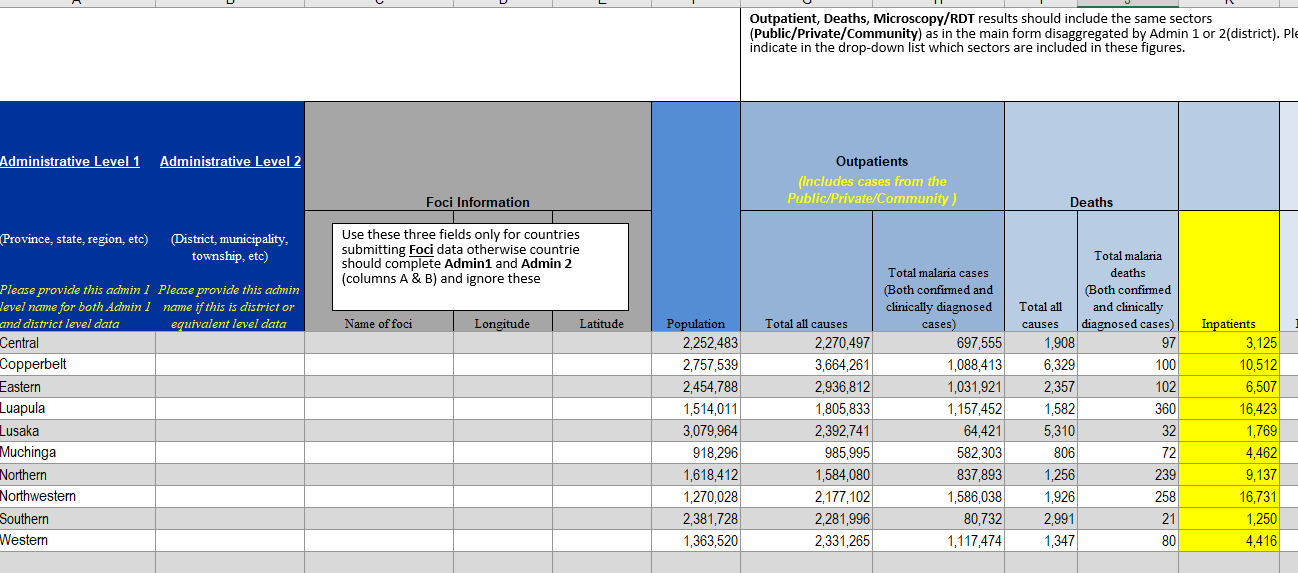 Outpatient, Deaths, Microscopy/RDT results should include the same sectors
(Public/Private/Community) as in the main form disaggregated by Admin 1 or 2(district).
indicate in the drop-down list which sectors are included in these figures.
Administrative Level 1 Administrative Level 2
Outpatients
(Includes cases from the
Public/Private/Community )
Foci Information
Deaths
(Province, state, region, etc)
(District, municipality,
township, etc)
Please provide this admin 1
level name for both Admin 1
and district level data
Please provide this admin
name if this is district or
equivalent level data
Use these three fields only for countries
submitting Foci data otherwise countrie
should complete Admin1 and Admin 2
(columns A & B) and ignore these
Name of foci Longitude Latitude
Population
Total all causes
Total malaria cases
(Both confirmed and
clinically diagnosed
cases)
Total all
causes
Total malaria
deaths
(Both confirmed
and clinically
diagnosed cases)
Inpatients
Central 2,252,483 2,270,497 697,555 1,908 97 3,125
Copperbelt 2,757,539 3,664,261 1,088,413 6,329 100 10,512
Eastern 2,454,788 2,936,812 1,031,921 2,357 102 6,507
Luapula 1,514,011 1,805,833 1,157,452 1,582 360 16,423
Lusaka 3,079,964 2,392,741 64,421 5,310 32 1,769
Muchinga 918,296 985,995 582,303 806 72 4,462
Northern 1,618,412 1,584,080 837,893 1,256 239 9,137
Northwestern 1,270,028 2,177,102 1,586,038 1,926 258 16,731
Southern 2,381,728 2,281,996 80,732 2,991 21 1,250
Western 1,363,520 2,331,265 1,117,474 1,347 80 4,416